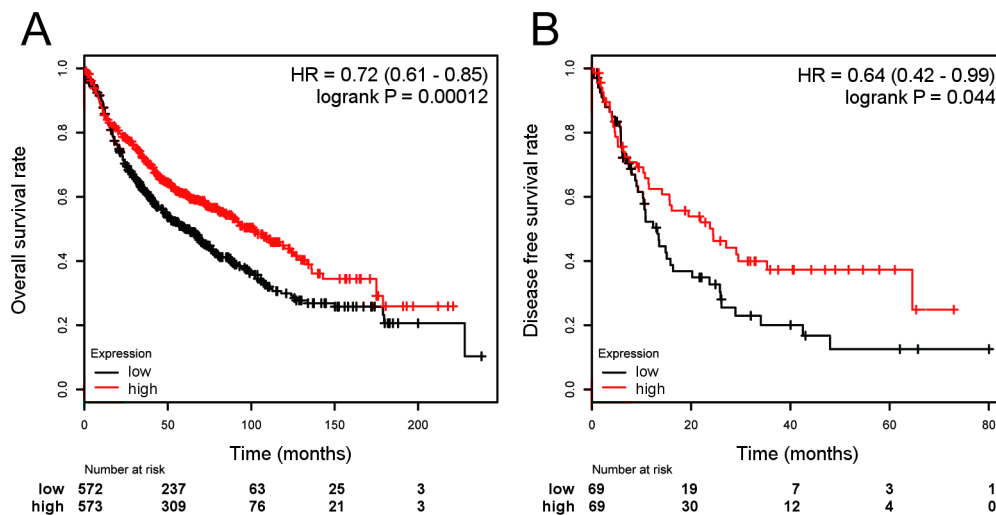 A
HR = 0.72 (0.61 - 0.85)
logrank P = 0.00012
Overall survival rate
1.0
0.8
0.6
0.4
0.2
0.0
Expression
low
high
0 50 100 150 200
Time (months)
Number at risk
low 572 237 63 25 3
high 573 309 76 21 3
B
HR = 0.64 (0.42 - 0.99)
logrank P = 0.044
Disease free survival rate
1.0
0.8
0.6
0.4
0.2
0.0
Expression
low
high
0 20 40 60 80
Time (months)
Number at risk
low 69 19 7 3 1
high 69 30 12 4 0